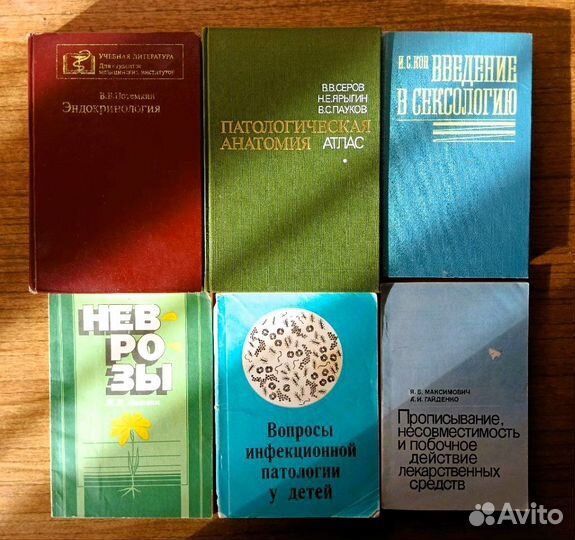 УЧЕБНАЯ ЛИТЕРАТУРА
Для студентов
медицинских институтов
В.В. Потемкин
Эндокринология
В.В.СЕРОВ
Н.Е.ЯРЫГИН
В.С.ПАУКОВ
ПАТОЛОГИЧЕСКАЯ
АНАТОМИЯ АТЛАС
И.С.КОН
ВВЕДЕНИЕ
В СЕКСОЛОГИЮ
НЕВ
РО
ЗЫ
Вопросы
инфекционной
патологии
у детей
Я. Б. МАКСИМОВИЧ
А. И. ГАЙДЕНКО
Прописывание,
несовместимость
и побочное
действие
лекарственных
средств
Avito